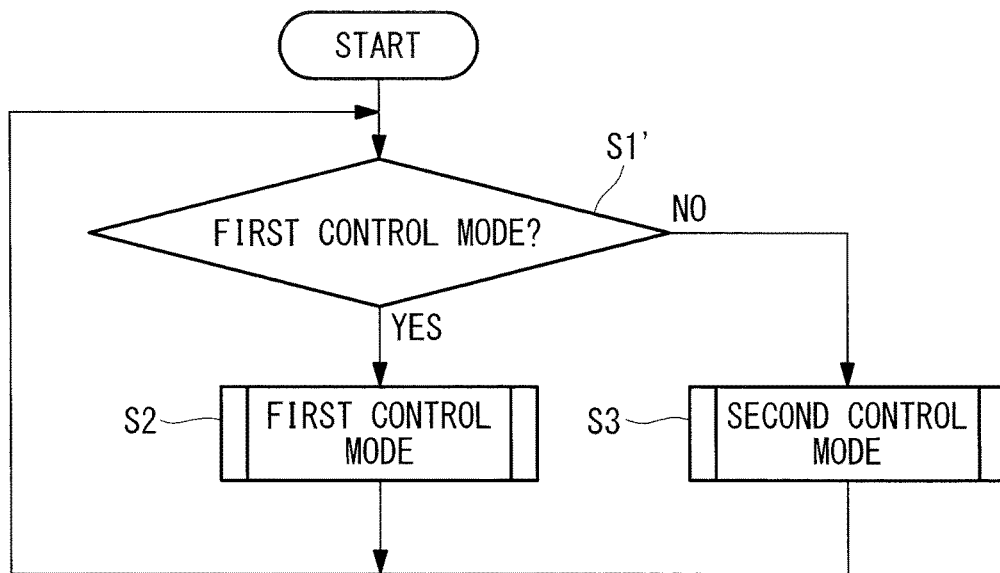 START
S1'
FIRST CONTROL MODE?
NO
YES
S2
FIRST CONTROL
MODE
S3
SECOND CONTROL
MODE